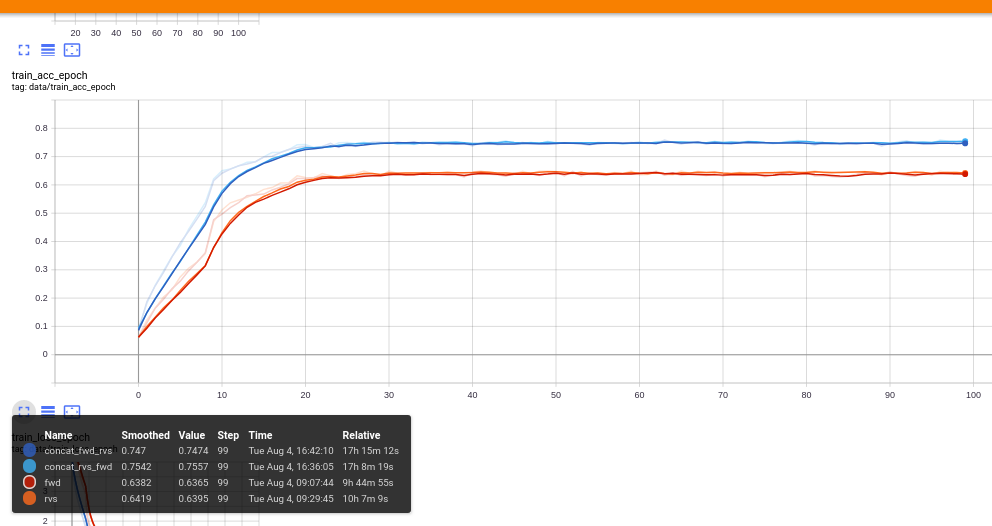 20 30 40 50 60 70 80 90 100
train_acc_epoch
tag: data/train_acc_epoch
0.8
0.7
0.6
0.5
0.4
0.3
0.2
0.1
0
0 10 20 30 40 50 60 70 80 90 100
train_loss_epoch
Name Smoothed Value Step Time Relative
concat_fwd_rvs 0.747 0.7474 99 Tue Aug 4, 16:42:10 17h 15m 12s
concat_rvs_fwd 0.7542 0.7557 99 Tue Aug 4, 16:36:05 17h 8m 19s
fwd 0.6382 0.6365 99 Tue Aug 4, 09:07:44 9h 44m 55s
rvs 0.6419 0.6395 99 Tue Aug 4, 09:29:45 10h 7m 9s
3
2